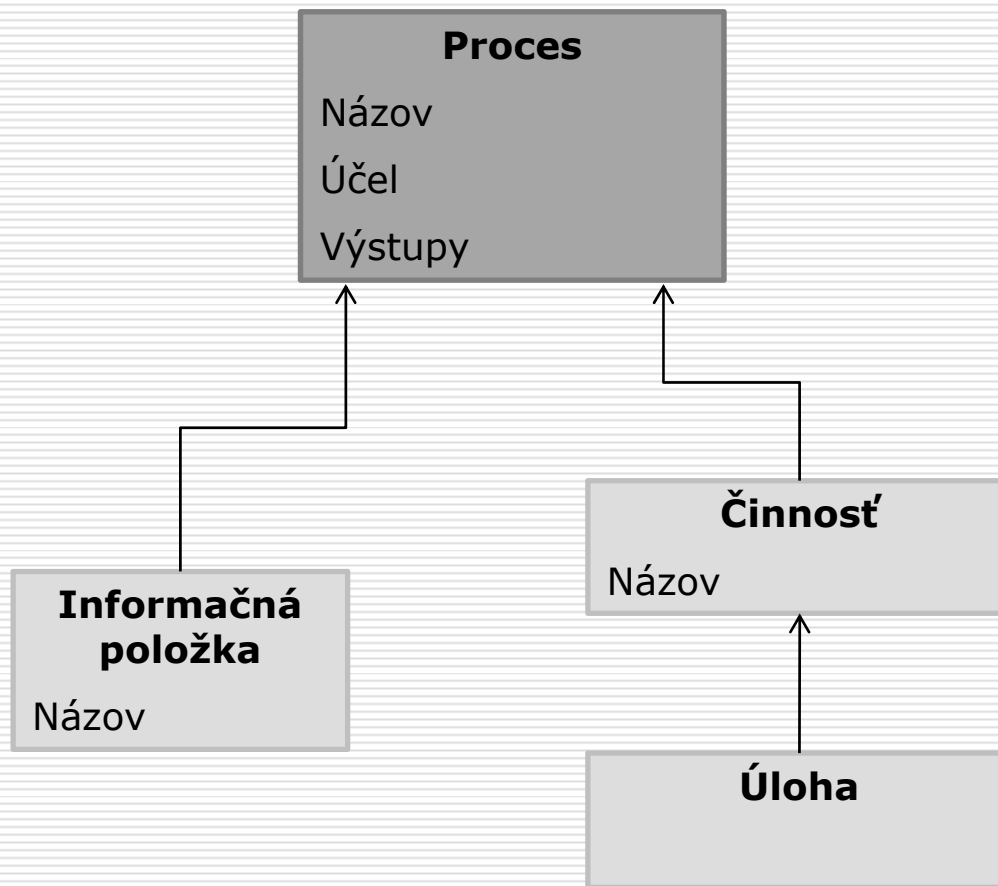 Proces
Názov
Účel
Výstupy
Činnosť
Názov
Informačná
položka
Názov
Úloha